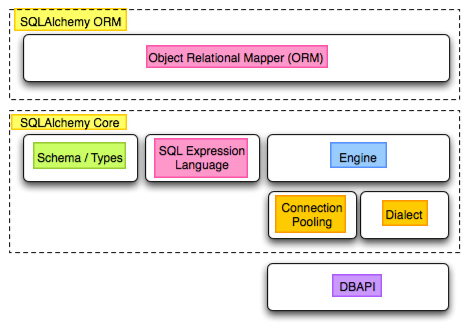 SQLAlchemy ORM
Object Relational Mapper (ORM)
SQLAlchemy Core
Schema / Types
SQL Expression
Language
Engine
Connection
Pooling
Dialect
DBAPI